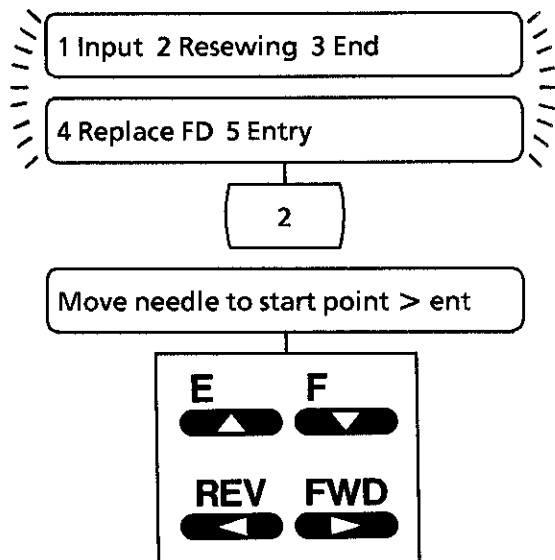 1 Input 2 Resewing 3 End
4 Replace FD 5 Entry
2
Move needle to start point > ent
E F
REV FWD